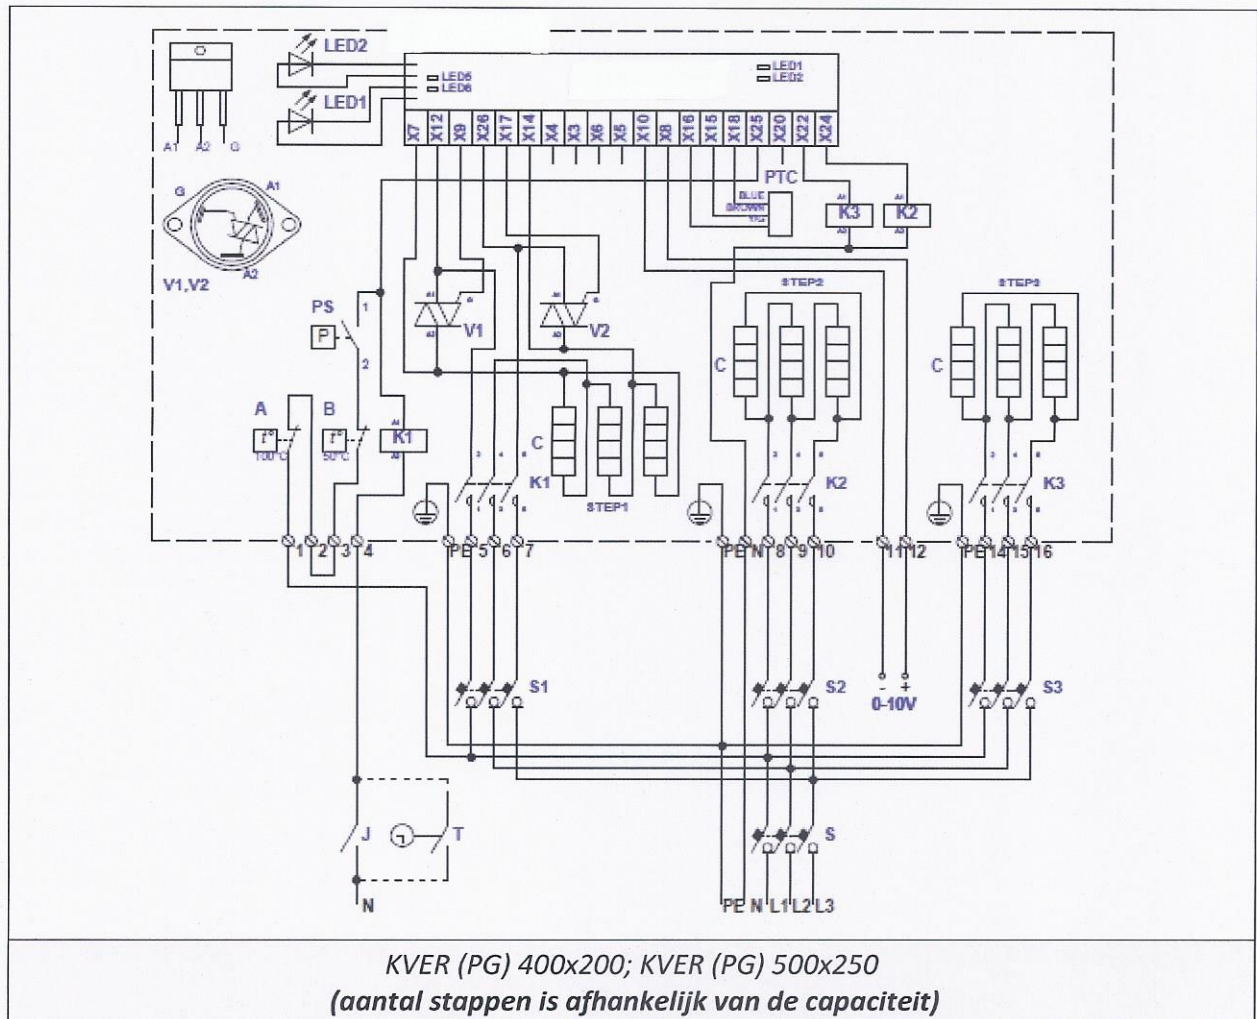 LED2
LED5
LED6
LED1
LED1
LED2
X7 X12 X9 X26 X17 X14 X4 X3 X6 X5 X10 X8 X16 X15 X18 X25 X20 X22 X24
A1 A2 G
G A1
A2
V1,V2
PTC
BLUE
BROWN
K3 K2
PS 1
P
2
V1 V2
STEP2 STEP3
C C
A B
t° t°
100°C 50°C
K1
C
K1
STEP1
K2
K3
1 2 3 4 PE 5 6 7 PE N 8 9 10 11 12 PE 14 15 16
S1 S2 S3
- +
0-10V
J T
S
N
PE N L1 L2 L3
KVER (PG) 400x200; KVER (PG) 500x250
(aantal stappen is afhankelijk van de capaciteit)